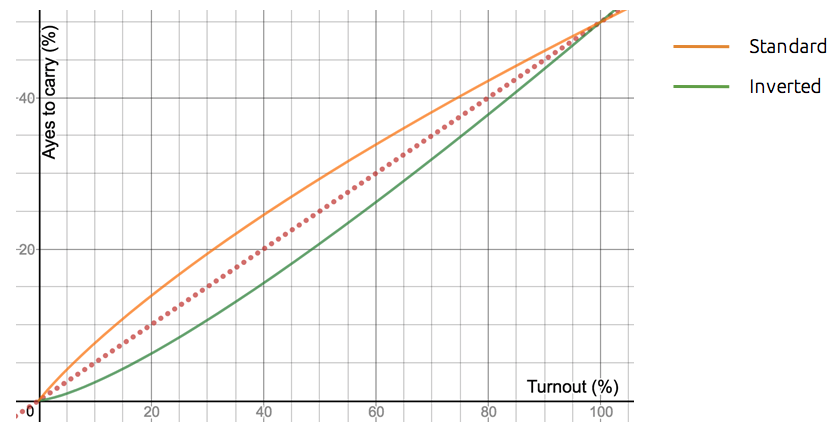 Ayes to carry (%)
40
20
0
20
40
60
80
100
Turnout (%)
Standard
Inverted